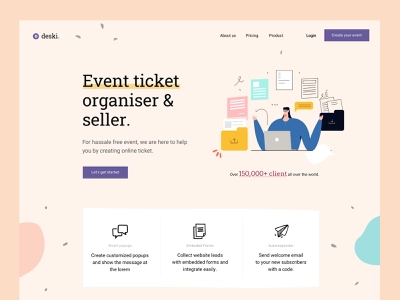 deski.
About us Pricing Product Login Create your event
Event ticket
organiser &
seller.
For hassale free event, we are here to help
you by creating online ticket.
Let's get started
Over 150,000+ client all over the world.
Smart popups
Embeded Forms
Autoresponder
Create customized popups
and show the message at
the lorem
Collect website leads
with embedded forms and
integrate easily.
Send welcome email
to your new subscribers
with a code.